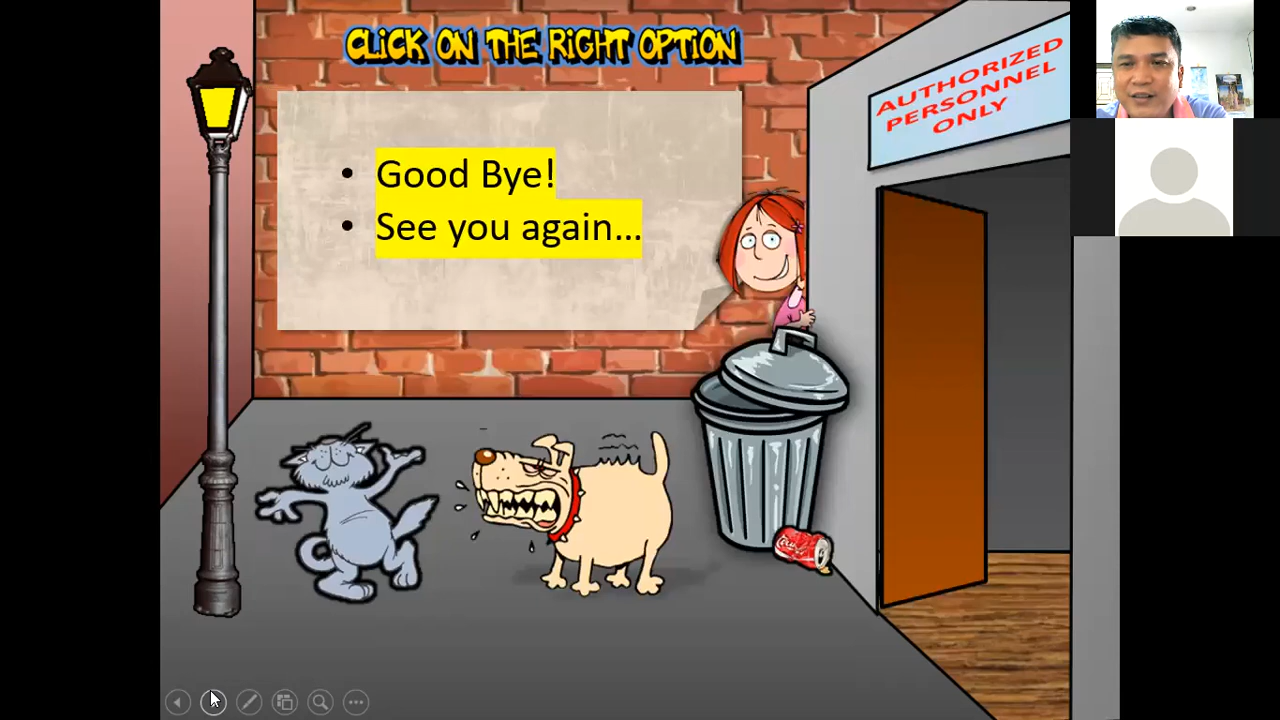 CLICK ON THE RIGHT OPTION
• Good Bye!
• See you again...
AUTHORIZED
PERSONNEL
ONLY